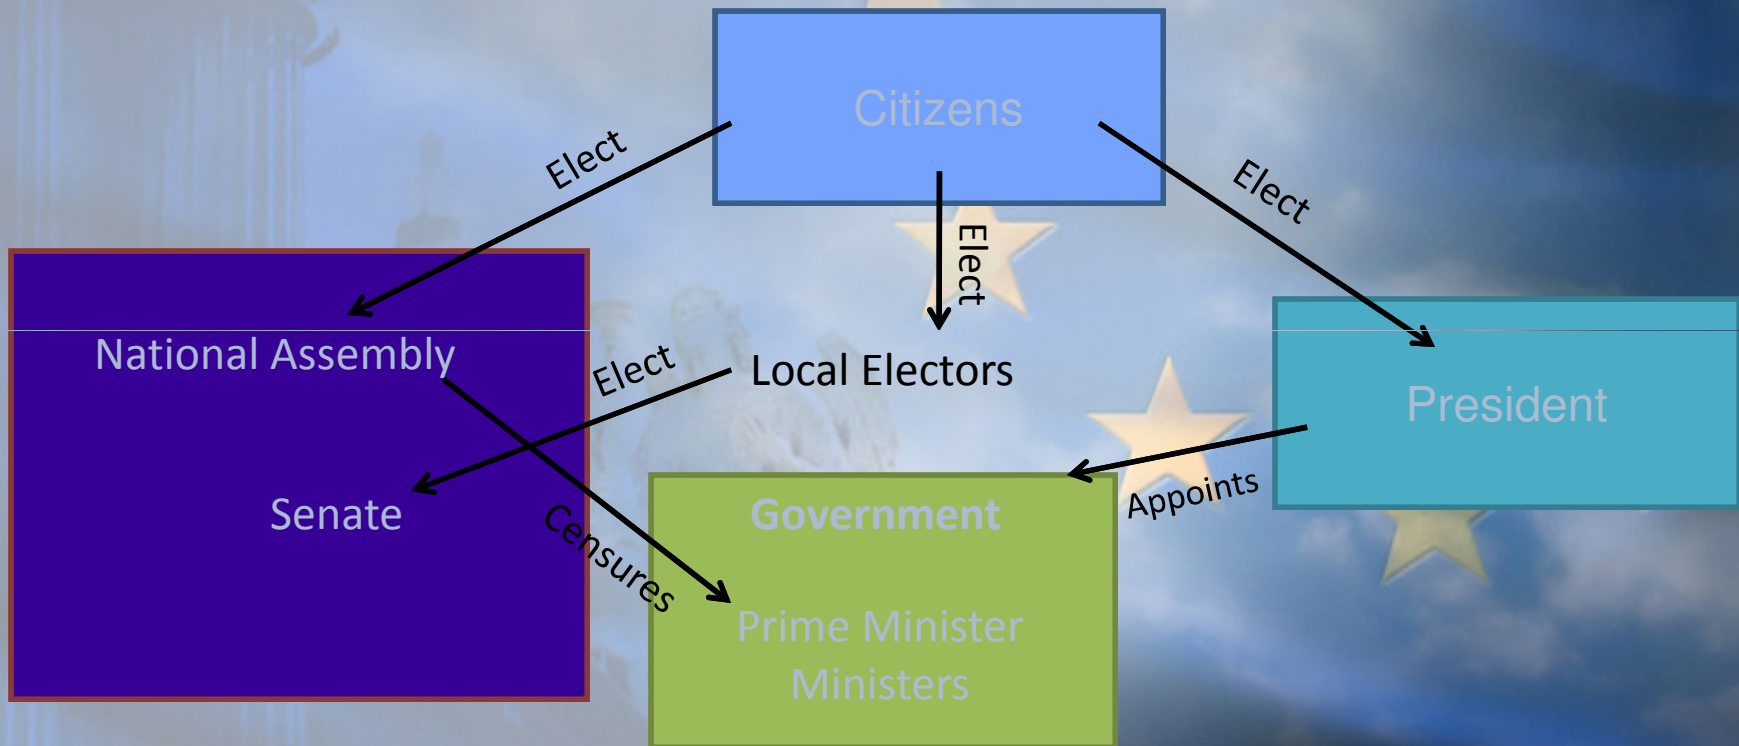 Citizens
Elect
Elect
Elect
National Assembly
Elect
Local Electors
President
Senate
Censures
Government
Appoints
Prime Minister
Ministers